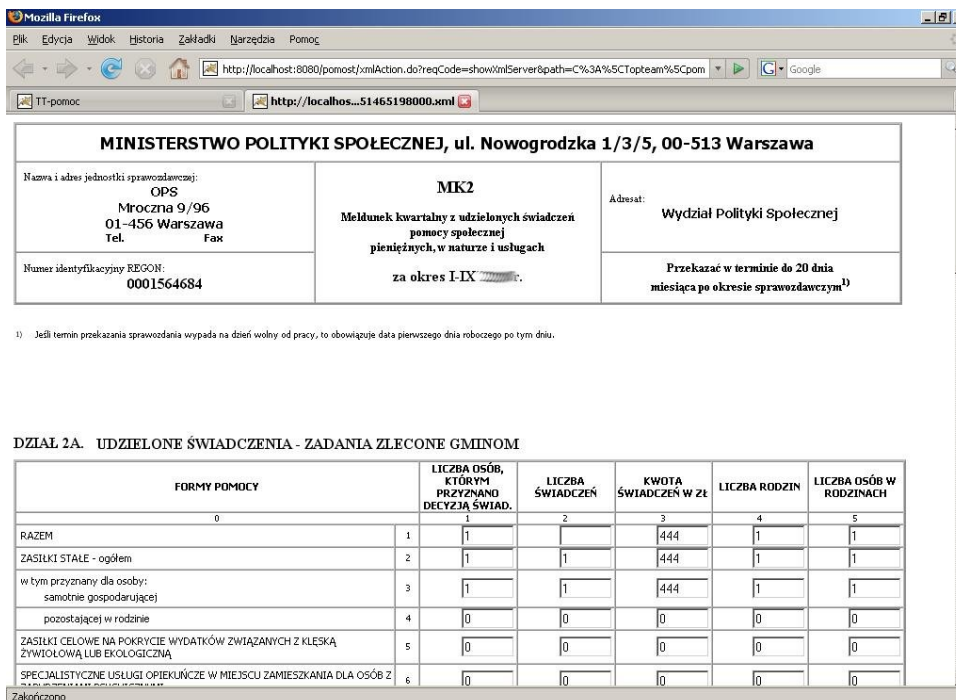 Mozilla Firefox
Plik Edycja Widok Historia Zakładki Narzędzia Pomoc
http://localhost:8080/pomost/xmlAction.do?reqCode=showXmlServer&path=C%3A%5CTopteam%5Cpom
Google
TT-pomoc
http://localhos...51465198000.xml
MINISTERSTWO POLITYKI SPOŁECZNEJ, ul. Nowogrodzka 1/3/5, 00-513 Warszawa
Nazwa i adres jednostki sprawozdawczej:
OPS
Mroczna 9/96
01-456 Warszawa
Tel. Fax
Numer identyfikacyjny REGON:
0001564684
MK2
Meldunek kwartalny z udzielonych świadczeń
pomocy społecznej
pieniężnych, w naturze i usługach
za okres I-IX r.
Adresat:
Wydział Polityki Społecznej
Przekazać w terminie do 20 dnia
miesiąca po okresie sprawozdawczym1)
1) Jeśli termin przekazania sprawozdania wypada na dzień wolny od pracy, to obowiązuje data pierwszego dnia roboczego po tym dniu.
DZIAŁ 2A. UDZIELONE ŚWIADCZENIA - ZADANIA ZLECONE GMINOM
FORMY POMOCY
LICZBA OSÓB,
KTÓRYM
PRZYZNANO
DECYZJĄ ŚWIAD.
LICZBA
ŚWIADCZEŃ
KWOTA
ŚWIADCZEŃ W ZŁ
LICZBA RODZIN
LICZBA OSÓB W
RODZINACH
0 1 2 3 4 5
RAZEM 1 1 444 1 1
ZASIŁKI STAŁE - ogółem 2 1 1 444 1 1
w tym przyznany dla osoby:
samotnie gospodarującej 3 1 1 444 1 1
pozostającej w rodzinie 4 0 0 0 0 0
ZASIŁKI CELOWE NA POKRYCIE WYDATKÓW ZWIĄZANYCH Z KLĘSKĄ
ŻYWIOŁOWĄ LUB EKOLOGICZNĄ 5 0 0 0 0 0
SPECJALISTYCZNE USŁUGI OPIEKUŃCZE W MIEJSCU ZAMIESZKANIA DLA OSÓB Z 6 0 0 0 0 0
Zakończono